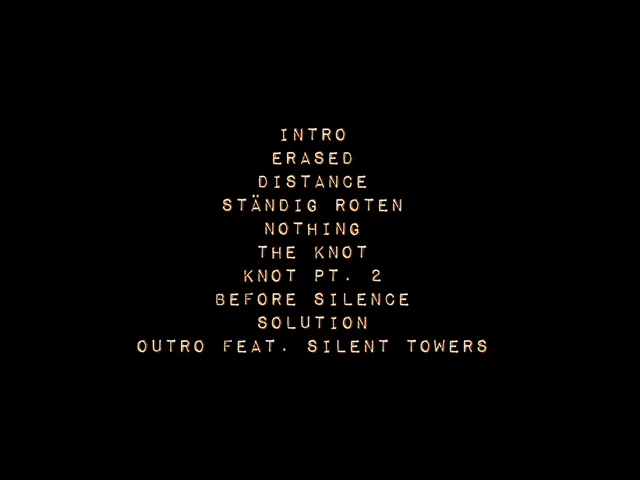 INTRO
ERASED
DISTANCE
STÄNDIG ROTEN
NOTHING
THE KNOT
KNOT PT. 2
BEFORE SILENCE
SOLUTION
OUTRO FEAT. SILENT TOWERS